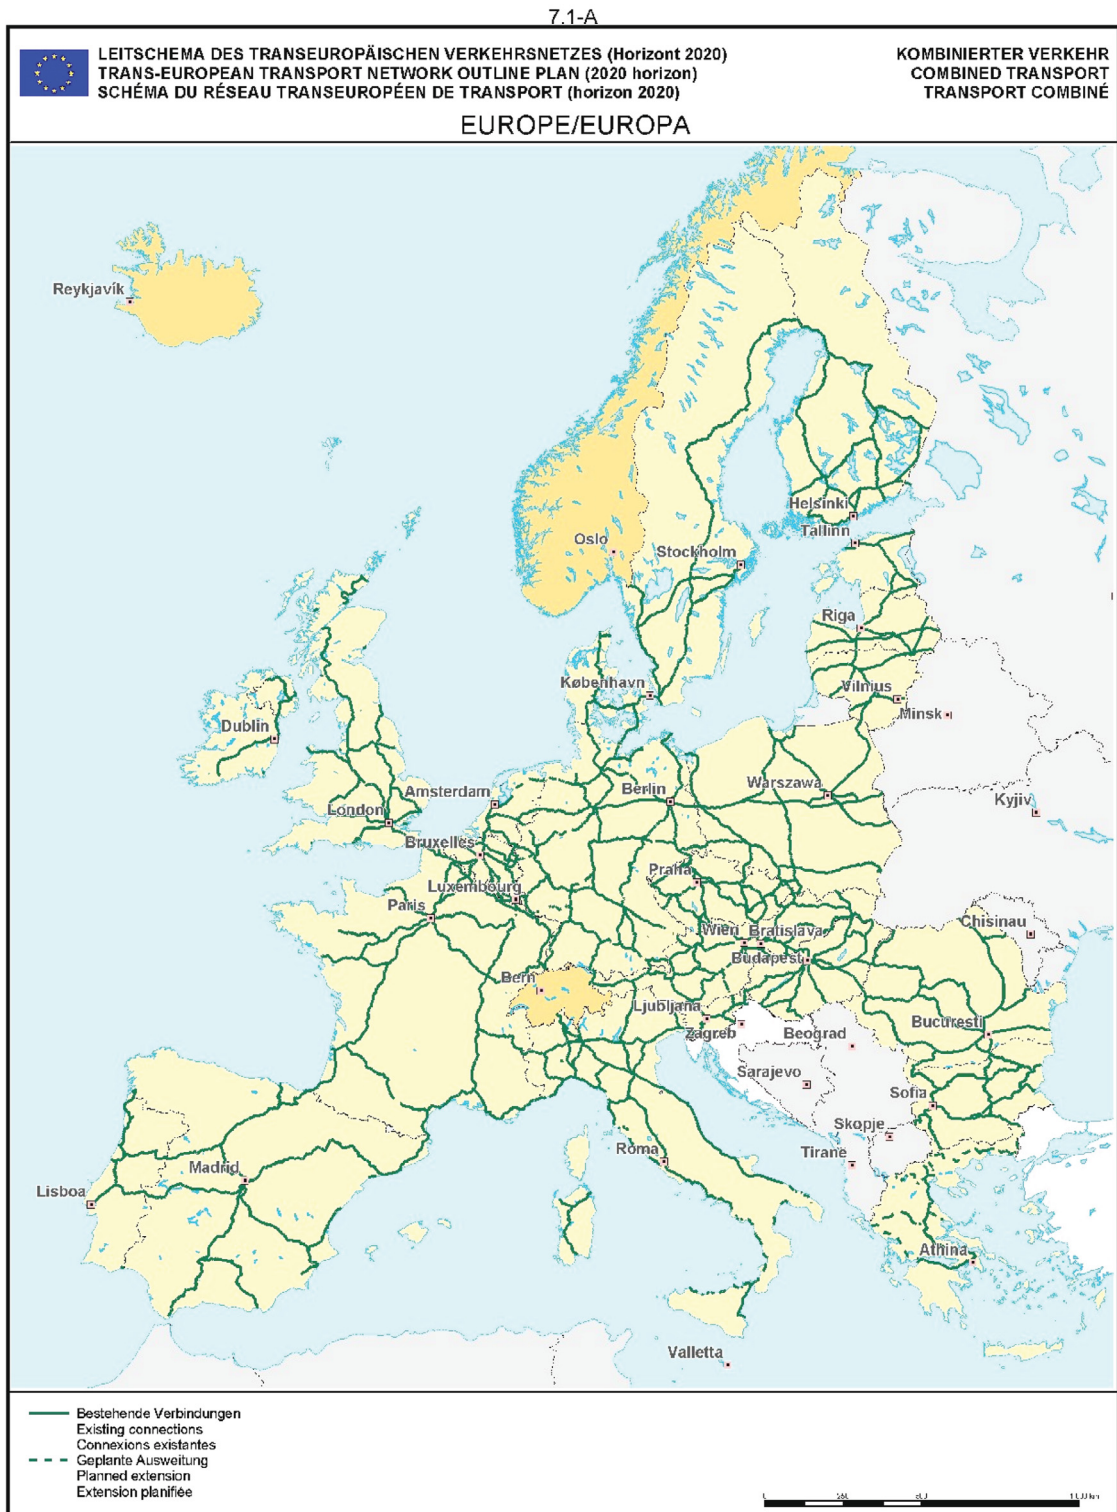 7.1-A
LEITSCHEMA DES TRANSEUROPÄISCHEN VERKEHRSNETZES (Horizont 2020)
TRANS-EUROPEAN TRANSPORT NETWORK OUTLINE PLAN (2020 horizon)
SCHÉMA DU RÉSEAU TRANSEUROPÉEN DE TRANSPORT (horizon 2020)
KOMBINIERTER VERKEHR
COMBINED TRANSPORT
TRANSPORT COMBINÉ
EUROPE/EUROPA
Reykjavík
Helsinki
Tallinn
Oslo
Stockholm
Riga
København
Vilnius
Minsk
Dublin
Amsterdam
Berlin
Warszawa
London
Kyjiv
Bruxelles
Praha
Luxembourg
Paris
Chisinau
Wien
Bratislava
Budapest
Bern
Ljubljana
Zagreb
Beograd
Bucuresti
Sarajevo
Sofia
Skopje
Roma
Tirane
Madrid
Lisboa
Athina
Valletta
Bestehende Verbindungen
Existing connections
Connexions existantes
Geplante Ausweitung
Planned extension
Extension planifiée
0